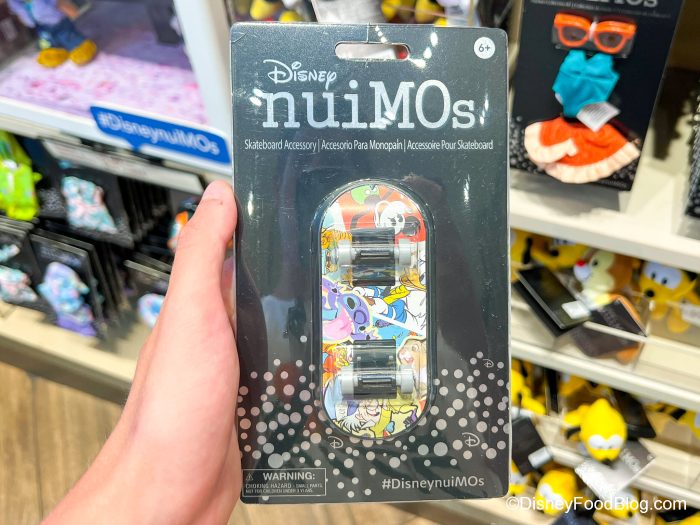 #DisneynuiMOs
6+
Disney
nuiMOs
Skateboard Accessory | Accesorio Para Monopatín | Accessoire Pour Skateboard
WARNING:
CHOKING HAZARD - SMALL PARTS
NOT FOR CHILDREN UNDER 3 YEARS
#DisneynuiMOs
©DisneyFoodBlog.com